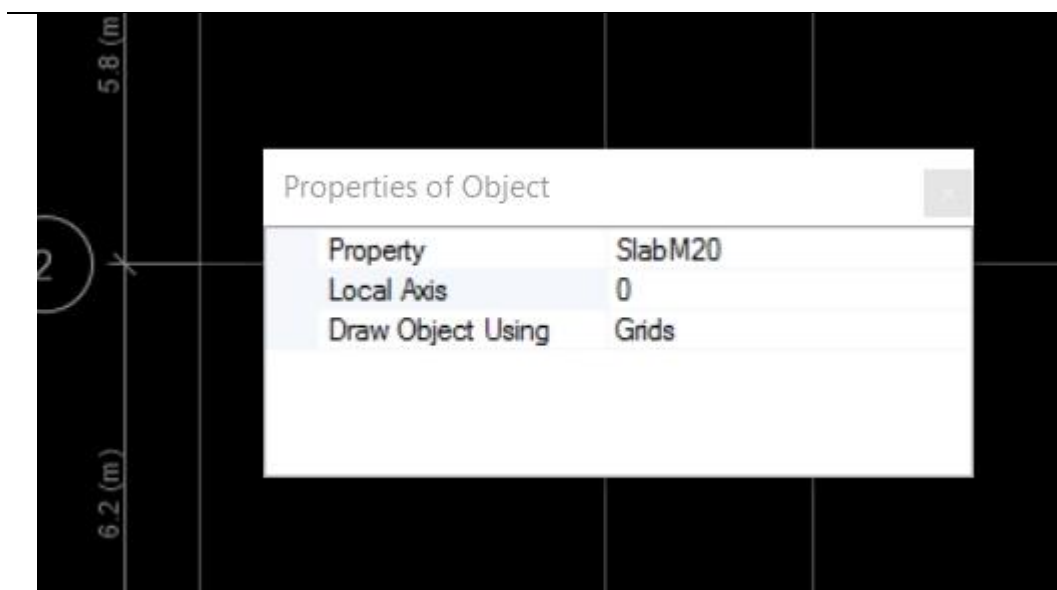 5.8 (m
Properties of Object
Property SlabM20
2
Local Axis 0
Draw Object Using Grids
6.2 (m)